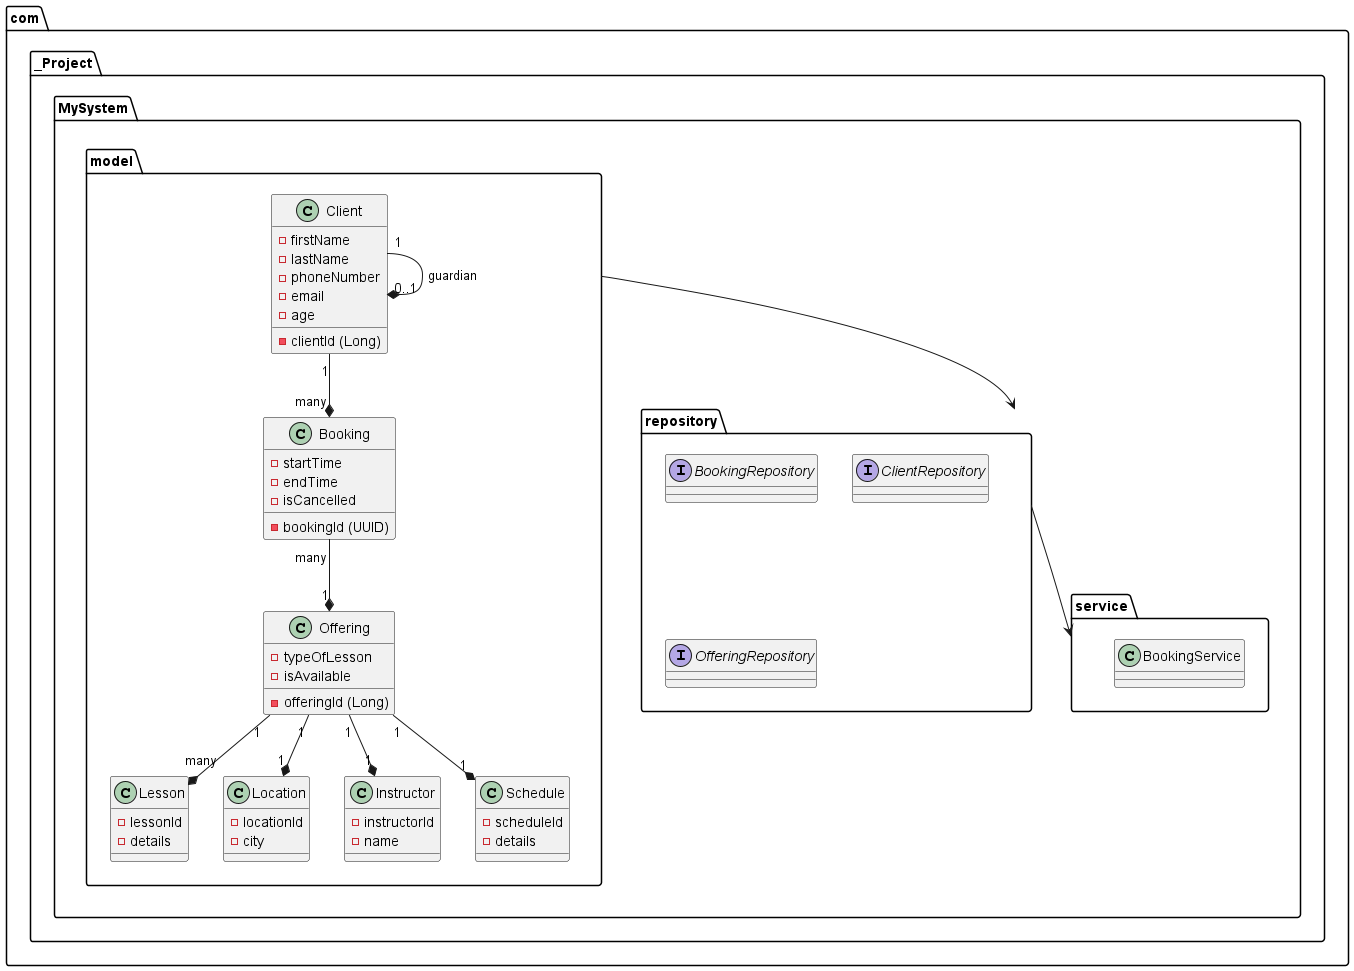 com
_Project
MySystem
model
C Client
firstName
lastName
phoneNumber
email
age
clientId (Long)
1
guardian
0..1
1
many
C Booking
startTime
endTime
isCancelled
bookingId (UUID)
many
1
C Offering
typeOfLesson
isAvailable
offeringId (Long)
1 1 1 1
many 1 1 1
C Lesson
lessonId
details
C Location
locationId
city
C Instructor
instructorId
name
C Schedule
scheduleId
details
repository
I BookingRepository
I ClientRepository
I OfferingRepository
service
C BookingService